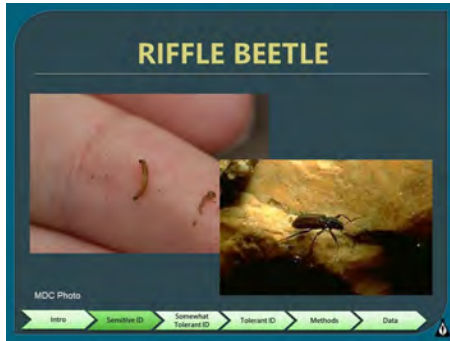 RIFFLE BEETLE
MDC Photo
Intro
Sensitive ID
Somewhat
Tolerant ID
Tolerant ID
Methods
Data